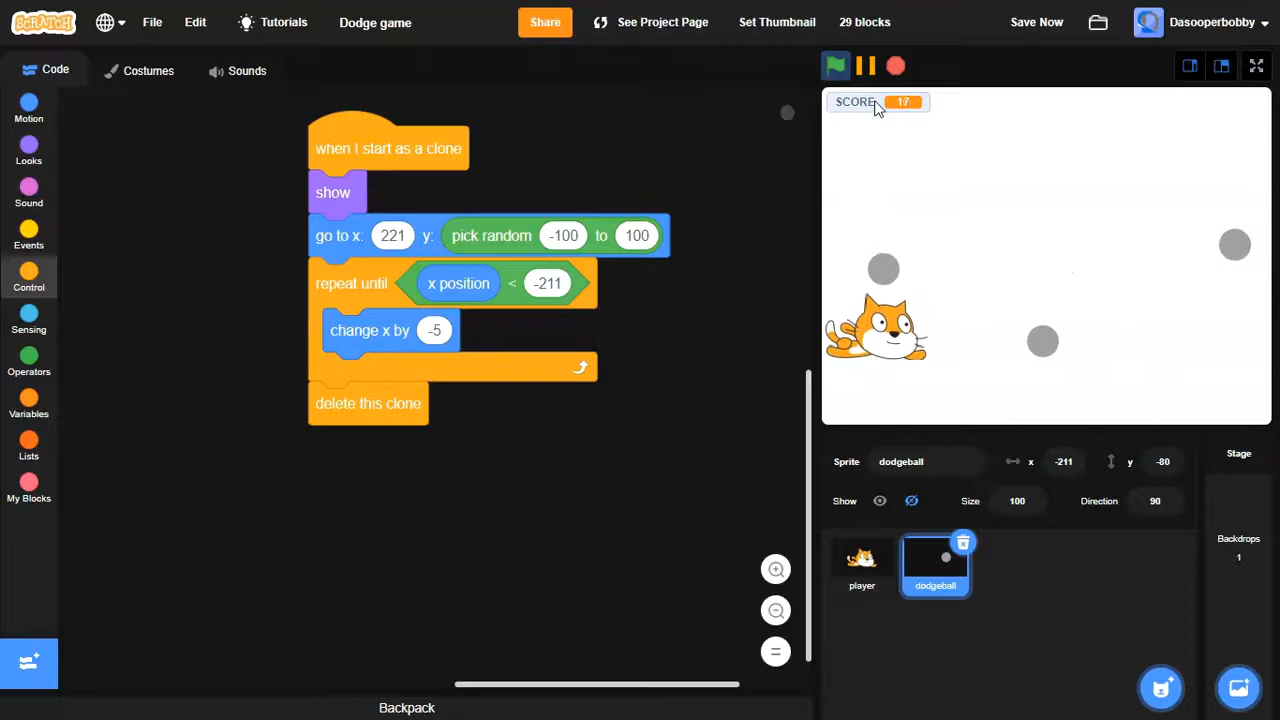 SCRATCH File Edit Tutorials Dodge game Share See Project Page Set Thumbnail 29 blocks Save Now Dasooperbobby
Code Costumes Sounds
Motion
Looks
Sound
Events
Control
Sensing
Operators
Variables
Lists
My Blocks
when I start as a clone
show
go to x: 221 y: pick random -100 to 100
repeat until x position < -211
change x by -5
delete this clone
Backpack
SCORE 17
Sprite dodgeball x -211 y -80
Show Size 100 Direction 90
player
dodgeball
Stage
Backdrops
1